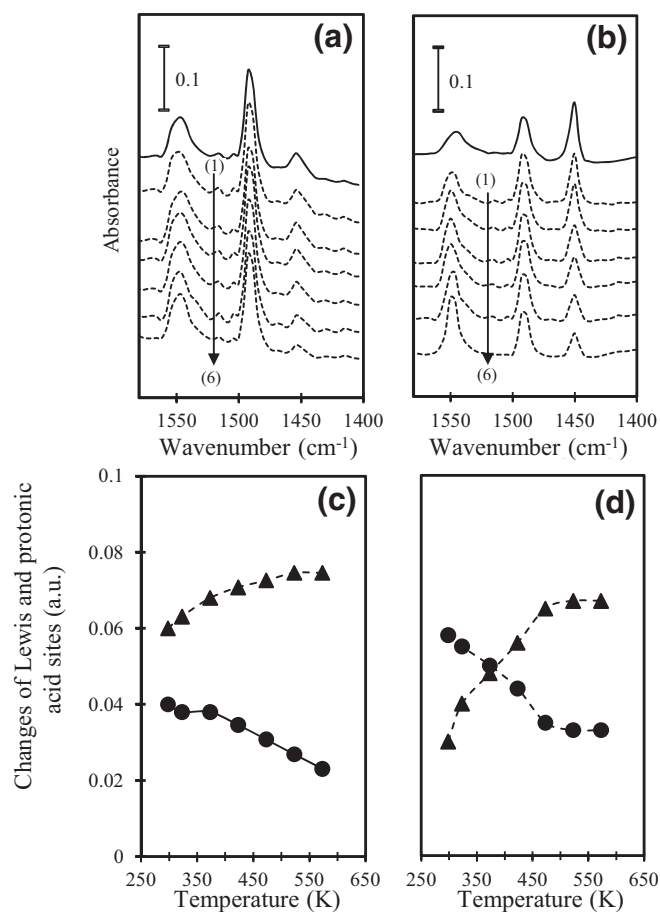 (a)
(b)
0.1
0.1
(1)
(1)
Absorbance
(6)
(6)
1550 1500 1450 1400
1550 1500 1450 1400
Wavenumber (cm-1)
Wavenumber (cm-1)
(c)
(d)
0.1
0.08
0.06
0.04
0.02
0
Changes of Lewis and protonic
acid sites (a.u.)
250 350 450 550 650
250 350 450 550 650
Temperature (K)
Temperature (K)